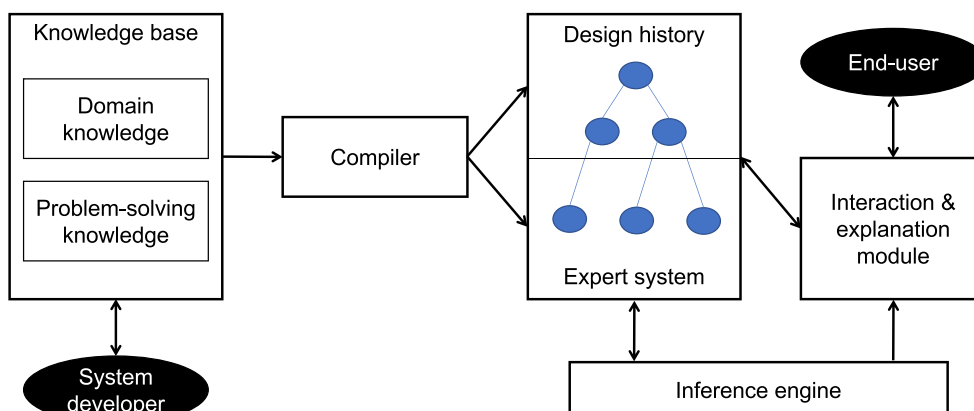 Knowledge base
Domain
knowledge
Problem-solving
knowledge
System
developer
Compiler
Design history
Expert system
End-user
Interaction &
explanation
module
Inference engine